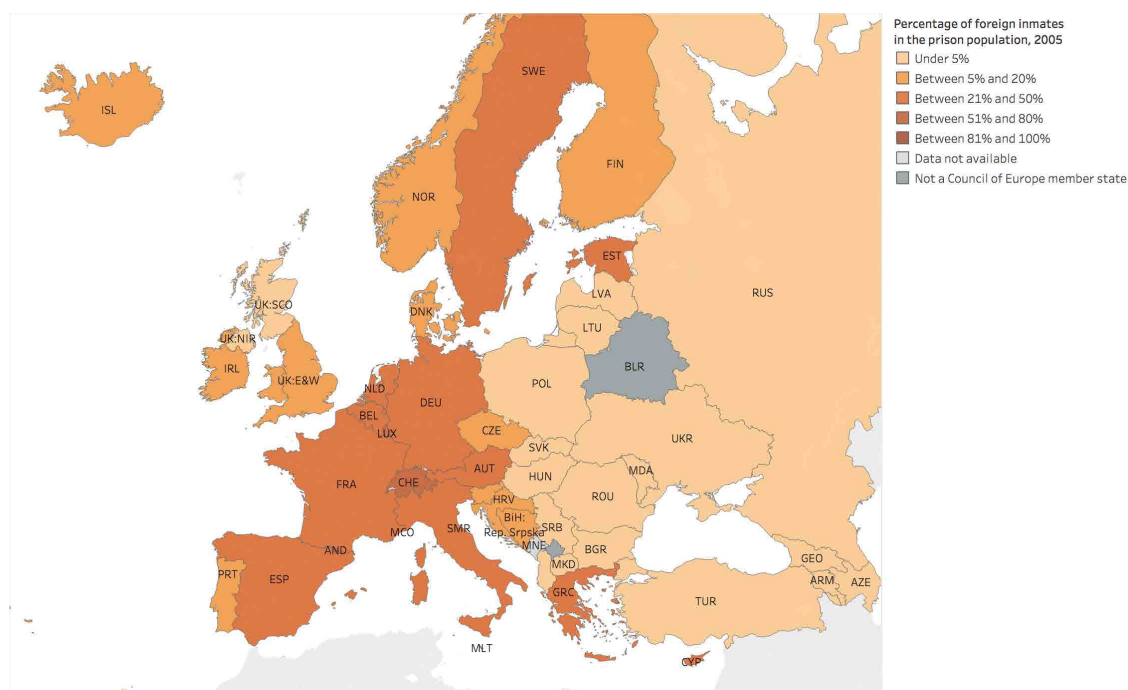 Percentage of foreign inmates
in the prison population, 2005
Under 5%
Between 5% and 20%
Between 21% and 50%
Between 51% and 80%
Between 81% and 100%
Data not available
Not a Council of Europe member state
SWE
ISL
FIN
NOR
EST
RUS
LVA
UK:SCO
DNK
LTU
UK:NIR
BLR
IRL
UK:E&W
POL
NLD
DEU
BEL
LUX
CZE
UKR
SVK
AUT
MDA
HUN
CHE
FRA
ROU
HRV
BiH:
Rep. Srpska
SRB
SMR
MCO
MNE
BGR
AND
GEO
MKD
PRT
ESP
ARM
AZE
GRC
TUR
MLT
CYP